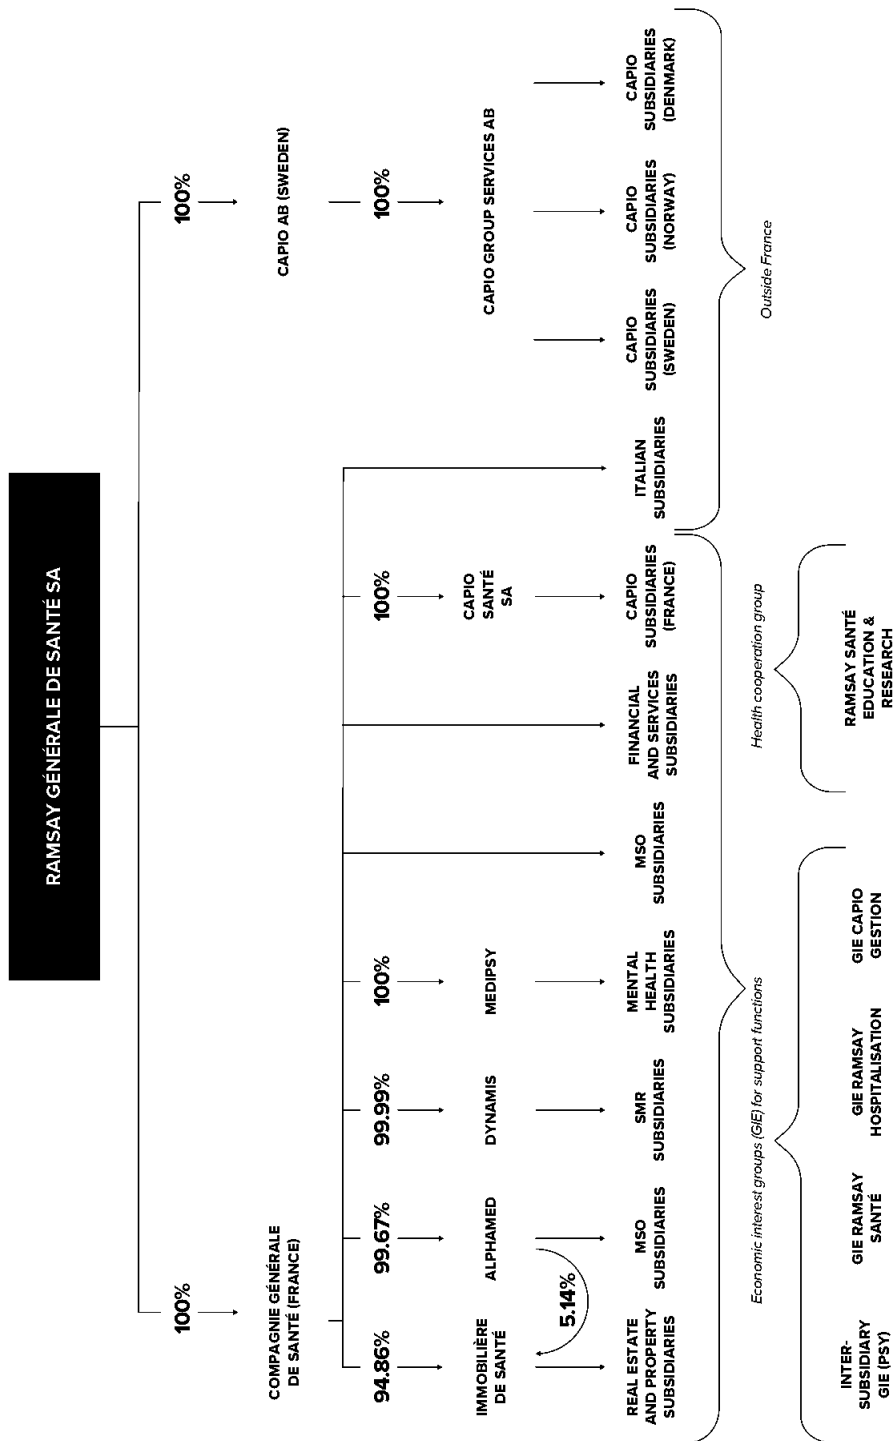 RAMSAY GÉNÉRALE DE SANTÉ SA
100%
100%
COMPAGNIE GÉNÉRALE
DE SANTÉ (FRANCE)
CAPIO AB (SWEDEN)
94.86%
99.67%
99.99%
100%
100%
100%
IMMOBILIÈRE
DE SANTÉ
ALPHAMED
DYNAMIS
MEDIPSY
CAPIO
SANTÉ
SA
CAPIO GROUP SERVICES AB
5.14%
REAL ESTATE
AND PROPERTY
SUBSIDIARIES
MSO
SUBSIDIARIES
SMR
SUBSIDIARIES
MENTAL
HEALTH
SUBSIDIARIES
MSO
SUBSIDIARIES
FINANCIAL
AND SERVICES
SUBSIDIARIES
CAPIO
SUBSIDIARIES
(FRANCE)
ITALIAN
SUBSIDIARIES
CAPIO
SUBSIDIARIES
(SWEDEN)
CAPIO
SUBSIDIARIES
(NORWAY)
CAPIO
SUBSIDIARIES
(DENMARK)
Economic interest groups (GIE) for support functions
Health cooperation group
Outside France
INTER-
SUBSIDIARY
GIE (PSY)
GIE RAMSAY
SANTÉ
GIE RAMSAY
HOSPITALISATION
GIE CAPIO
GESTION
RAMSAY SANTÉ
EDUCATION &
RESEARCH